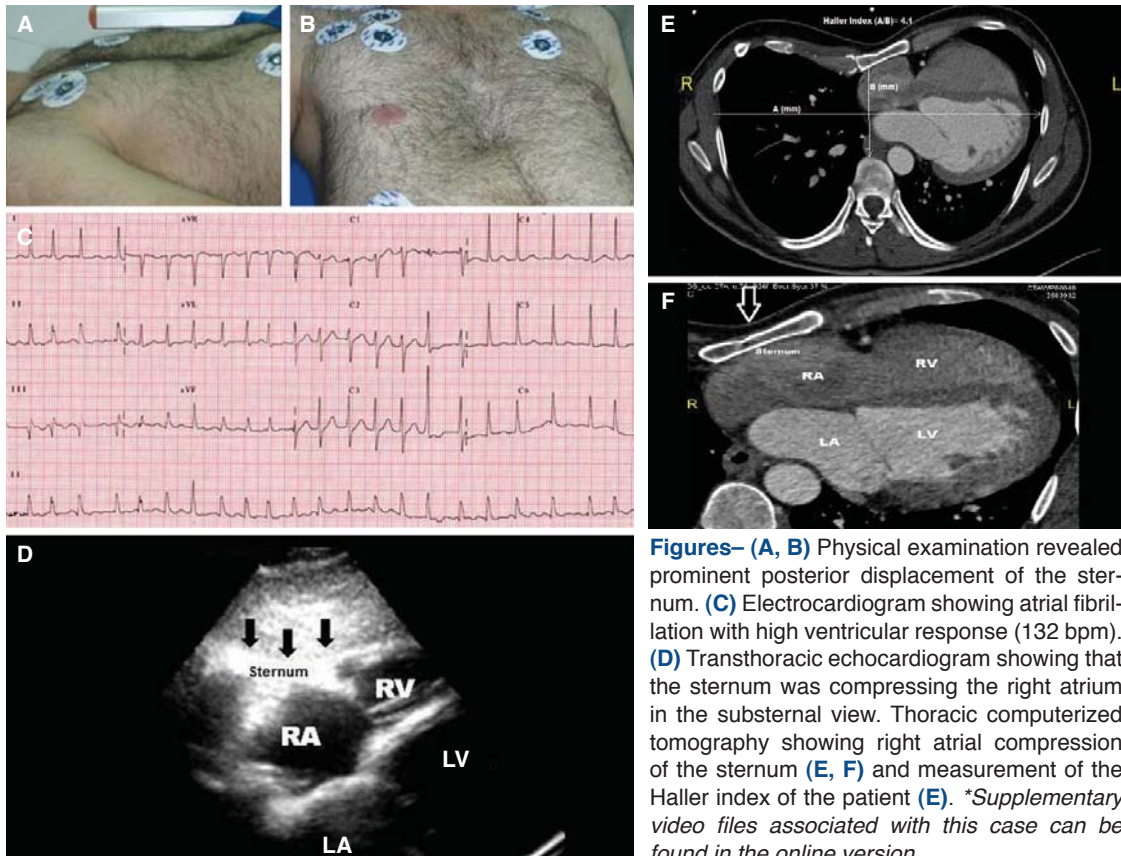 A
B
C
I
aVR
C1
C4
II
aVL
C2
C5
III
aVF
C3
C6
II
D
Sternum
RV
RA
LV
LA
E
Haller Index (A/B)= 4.1
R
L
B (mm)
A (mm)
F
Sternum
RA
RV
R
L
LA
LV
Figures– (A, B) Physical examination revealed
prominent posterior displacement of the ster-
num. (C) Electrocardiogram showing atrial fibril-
lation with high ventricular response (132 bpm).
(D) Transthoracic echocardiogram showing that
the sternum was compressing the right atrium
in the substernal view. Thoracic computerized
tomography showing right atrial compression
of the sternum (E, F) and measurement of the
Haller index of the patient (E). *Supplementary
video files associated with this case can be
found in the online version.